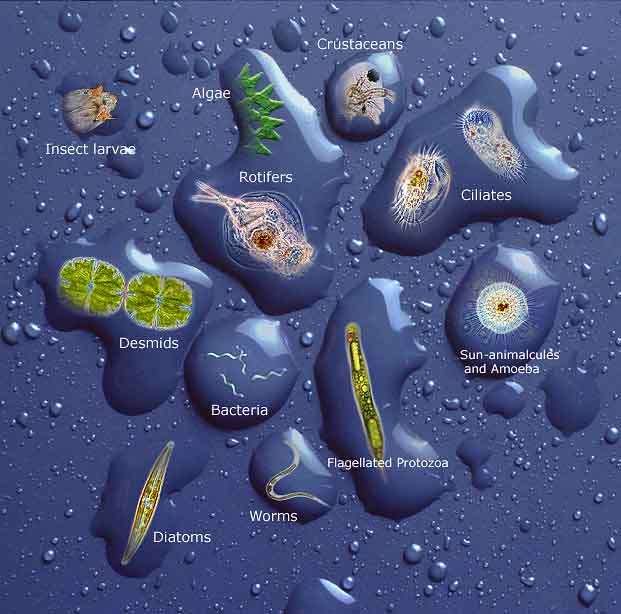 Crustaceans
Algae
Insect larvae
Rotifers
Ciliates
Desmids
Sun-animalcules
and Amoeba
Bacteria
Flagellated Protozoa
Worms
Diatoms